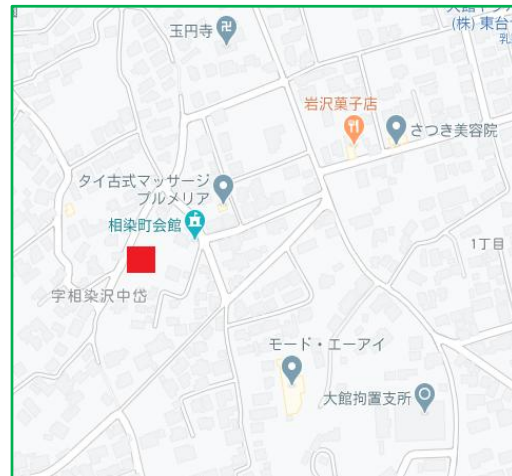 玉円寺
(株) 東台
岩沢菓子店
さつき美容院
タイ古式マッサージ
プルメリア
相染町会館
1丁目
字相染沢中岱
モード・エーアイ
大館拘置支所